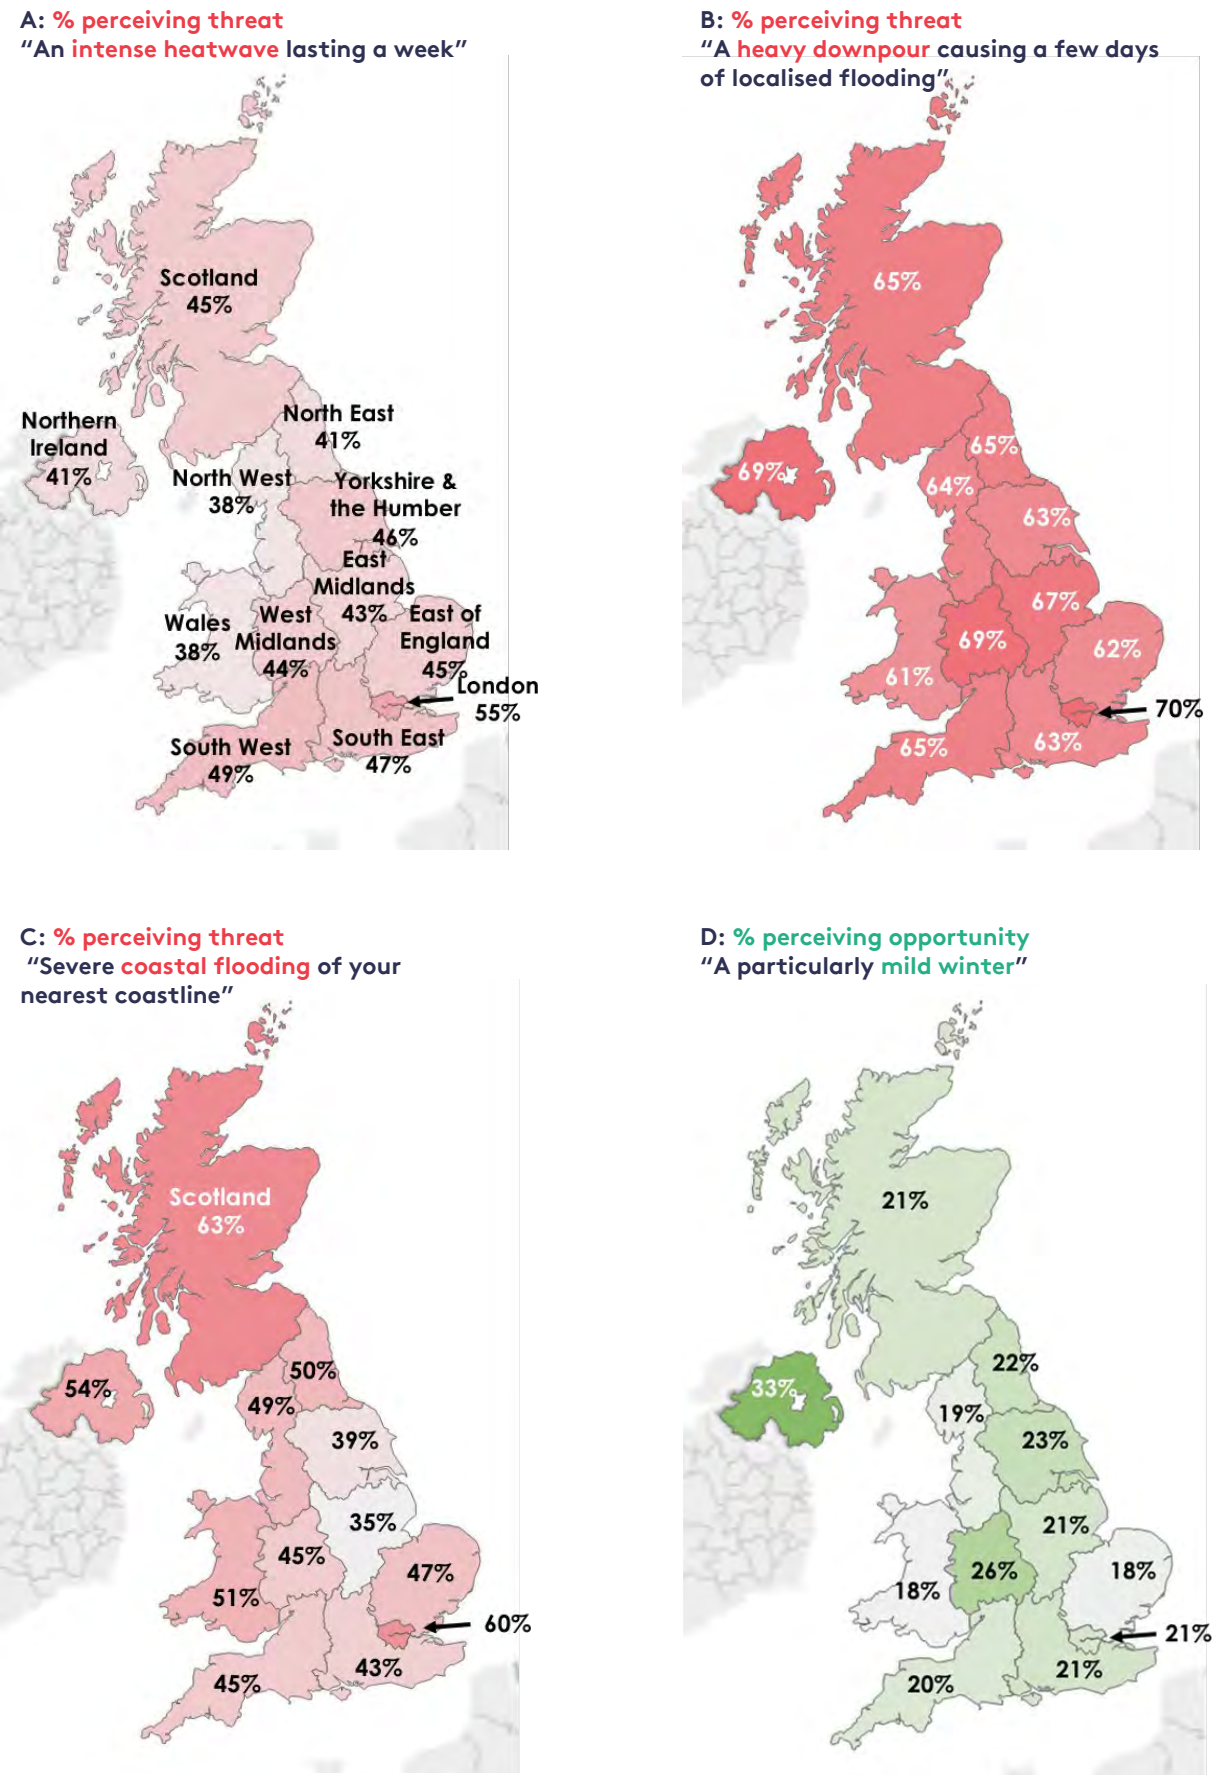 A: % perceiving threat
“An intense heatwave lasting a week”
Scotland
45%
Northern
Ireland
41%
North East
41%
North West
38%
Yorkshire &
the Humber
46%
East
Midlands
43%
Wales
38%
West
Midlands
44%
East of
England
45%
London
55%
South West
49%
South East
47%
B: % perceiving threat
“A heavy downpour causing a few days
of localised flooding”
65%
65%
69%
64%
63%
67%
69%
62%
61%
70%
65%
63%
C: % perceiving threat
“Severe coastal flooding of your
nearest coastline”
Scotland
63%
50%
54%
49%
39%
35%
45%
47%
51%
60%
43%
45%
D: % perceiving opportunity
“A particularly mild winter”
21%
22%
33%
19%
23%
21%
26%
18%
18%
21%
21%
20%